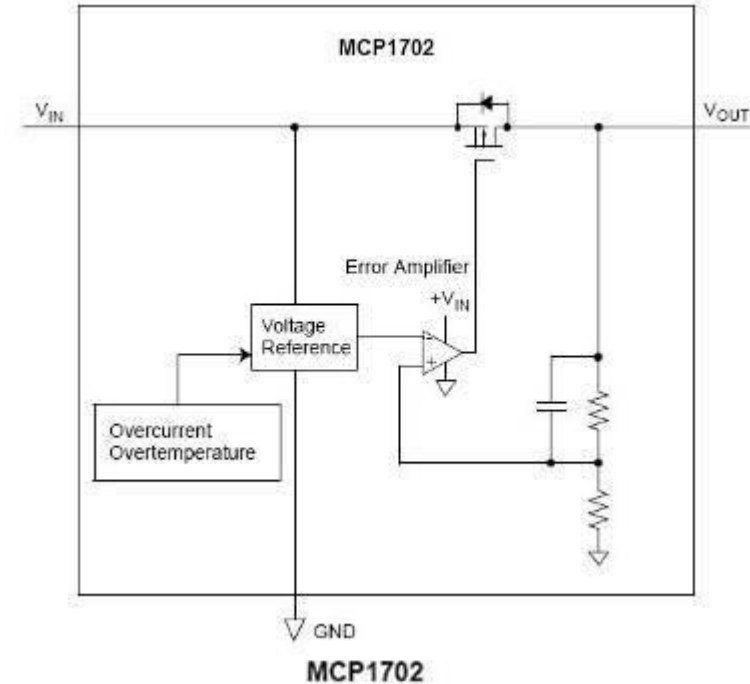 MCP1702
VIN
VOUT
Error Amplifier
+VIN
Voltage
Reference
-
+
Overcurrent
Overtemperature
GND
MCP1702